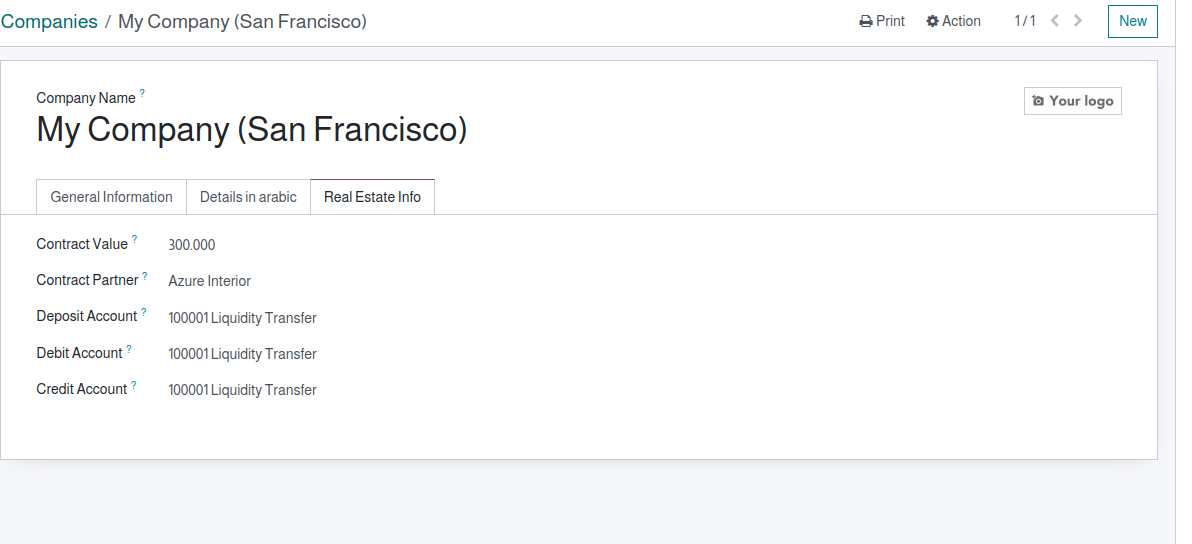 Companies / My Company (San Francisco)
Print Action 1/1 New
Company Name ?
Your logo
My Company (San Francisco)
General Information Details in arabic Real Estate Info
Contract Value ? 300.000
Contract Partner ? Azure Interior
Deposit Account ? 100001 Liquidity Transfer
Debit Account ? 100001 Liquidity Transfer
Credit Account ? 100001 Liquidity Transfer